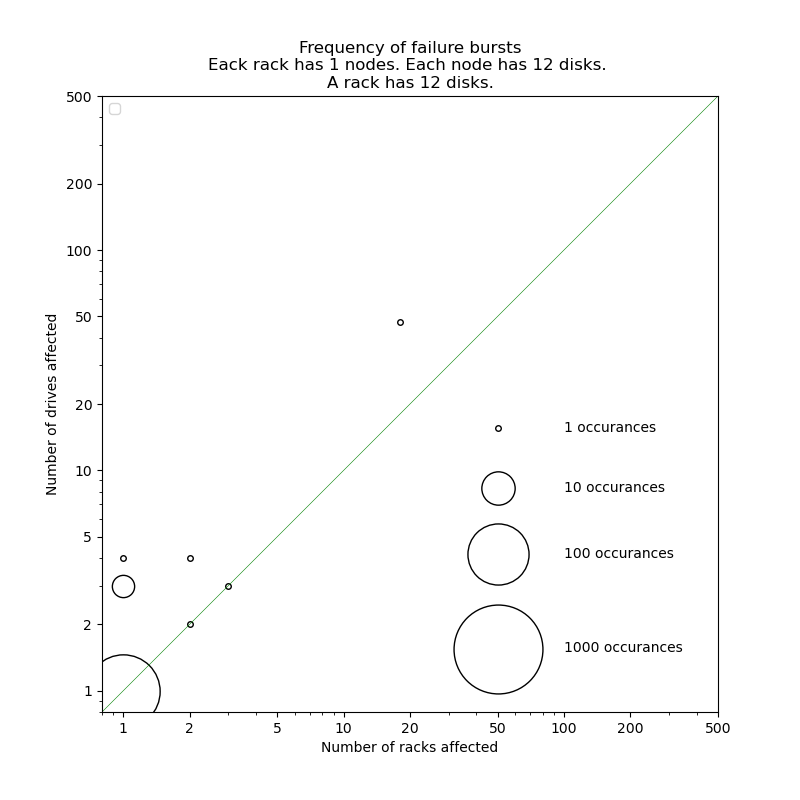 Frequency of failure bursts
Eack rack has 1 nodes. Each node has 12 disks.
A rack has 12 disks.
500
200
100
50
20
10
5
2
1
Number of drives affected
1 occurances
10 occurances
100 occurances
1000 occurances
1 2 5 10 20 50 100 200 500
Number of racks affected